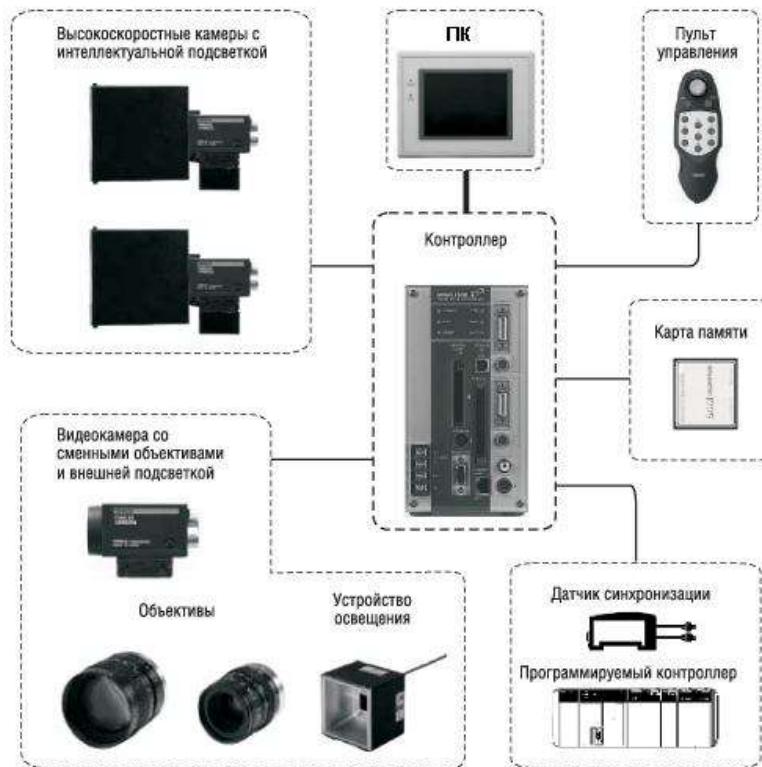 Высокоскоростные камеры с
интеллектуальной подсветкой
ПК
Пульт
управления
Контроллер
Карта памяти
Видеокамера со
сменными объективами
и внешней подсветкой
Объективы
Устройство
освещения
Датчик синхронизации
Программируемый контроллер